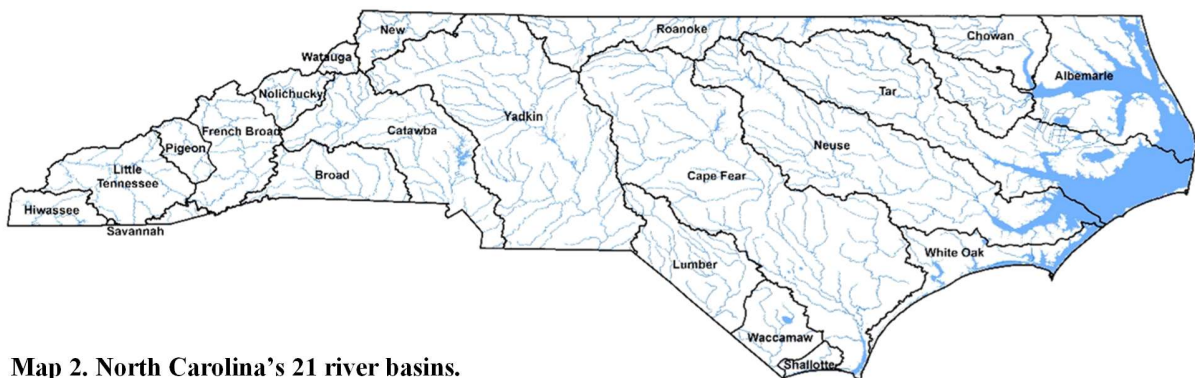 New
Roanoke
Chowan
Watauga
Albemarle
Nolichucky
Tar
Yadkin
French Broad
Catawba
Pigeon
Neuse
Little
Tennessee
Broad
Cape Fear
Hiwassee
Savannah
White Oak
Lumber
Waccamaw
Shallotte
Map 2. North Carolina’s 21 river basins.